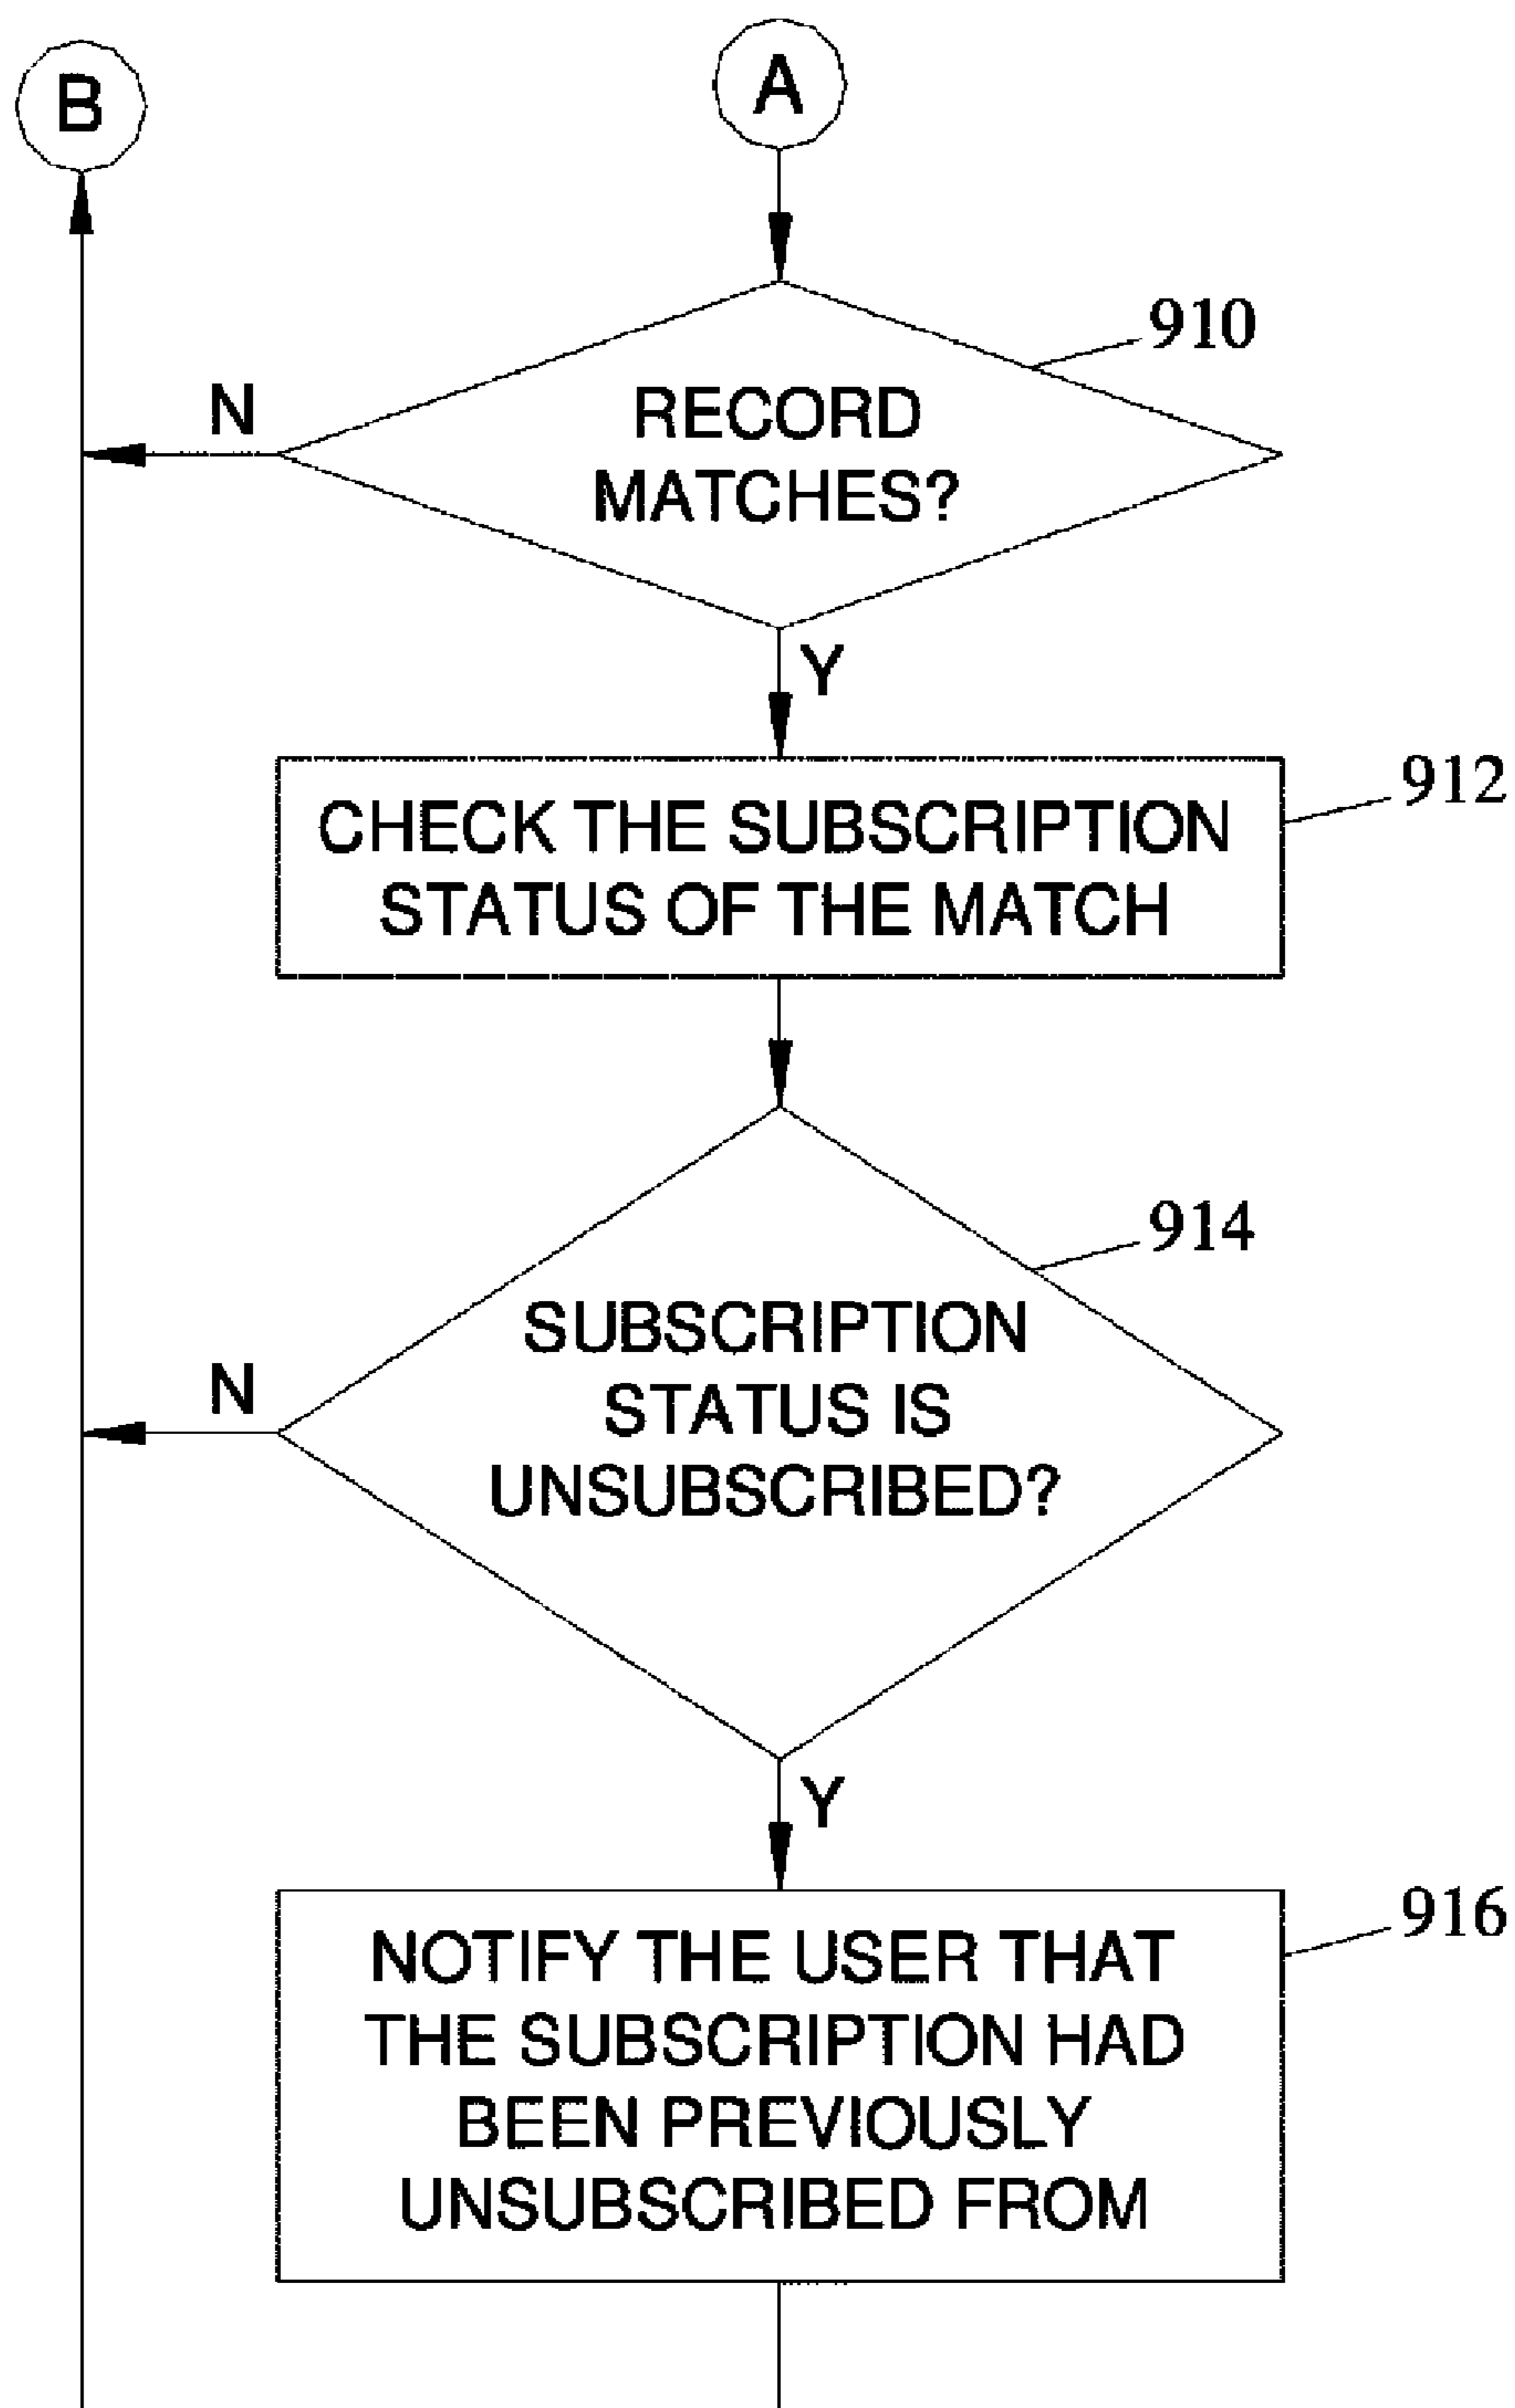 B
A
910
RECORD
MATCHES?
N
Y
912
CHECK THE SUBSCRIPTION
STATUS OF THE MATCH
914
SUBSCRIPTION
STATUS IS
UNSUBSCRIBED?
N
Y
916
NOTIFY THE USER THAT
THE SUBSCRIPTION HAD
BEEN PREVIOUSLY
UNSUBSCRIBED FROM